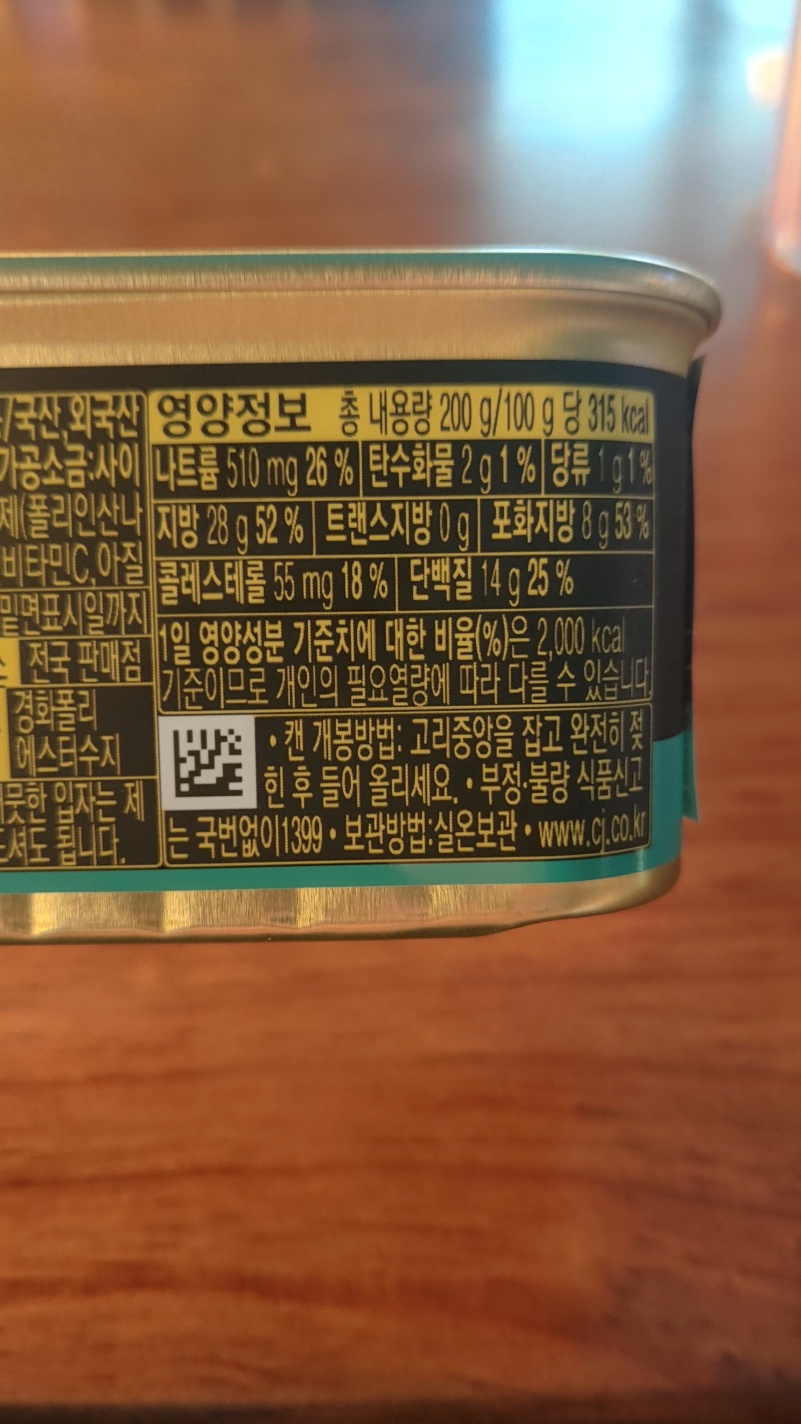 /국산,외국산
가공소금:사이
제(폴리인산나
비타민C,아질
밑면표시일까지
전국 판매점
경화폴리
에스터수지
입자는 제
셔도 됩니다.
영양정보 총 내용량 200 g/100 g 당 315 kcal
나트륨 510 mg 26 % 탄수화물 2 g 1 % 당류 1 g 1 %
지방 28 g 52 % 트랜스지방 0 g 포화지방 8 g 53 %
콜레스테롤 55 mg 18 % 단백질 14 g 25 %
1일 영양성분 기준치에 대한 비율(%)은 2,000 kcal
기준이므로 개인의 필요열량에 따라 다를 수 있습니다.
• 캔 개봉방법: 고리중앙을 잡고 완전히 젖
힌 후 들어 올리세요. • 부정·불량 식품신고
는 국번없이1399 • 보관방법:실온보관 • www.cj.co.kr